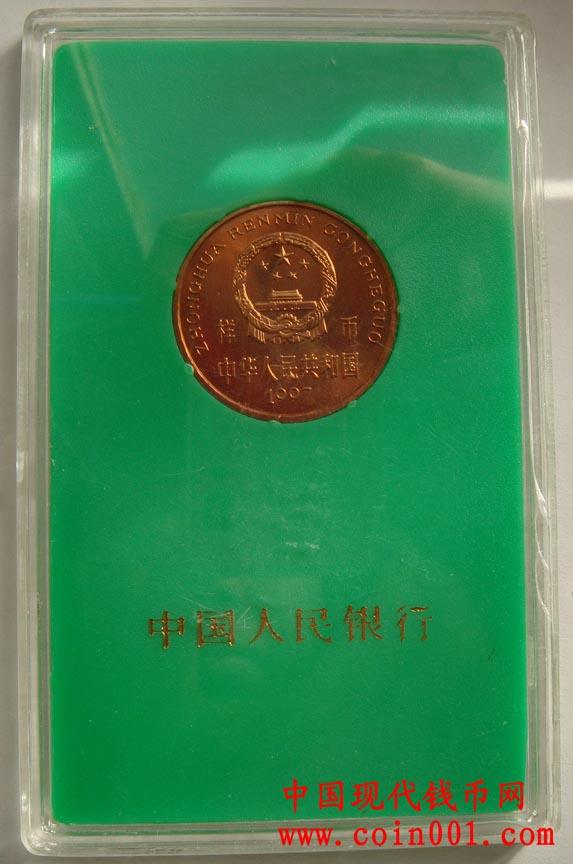 ZHONGHUA RENMIN GONGHEGUO
样 币
中华人民共和国
1997
中国人民银行
中国现代钱币网
www.coin001.com